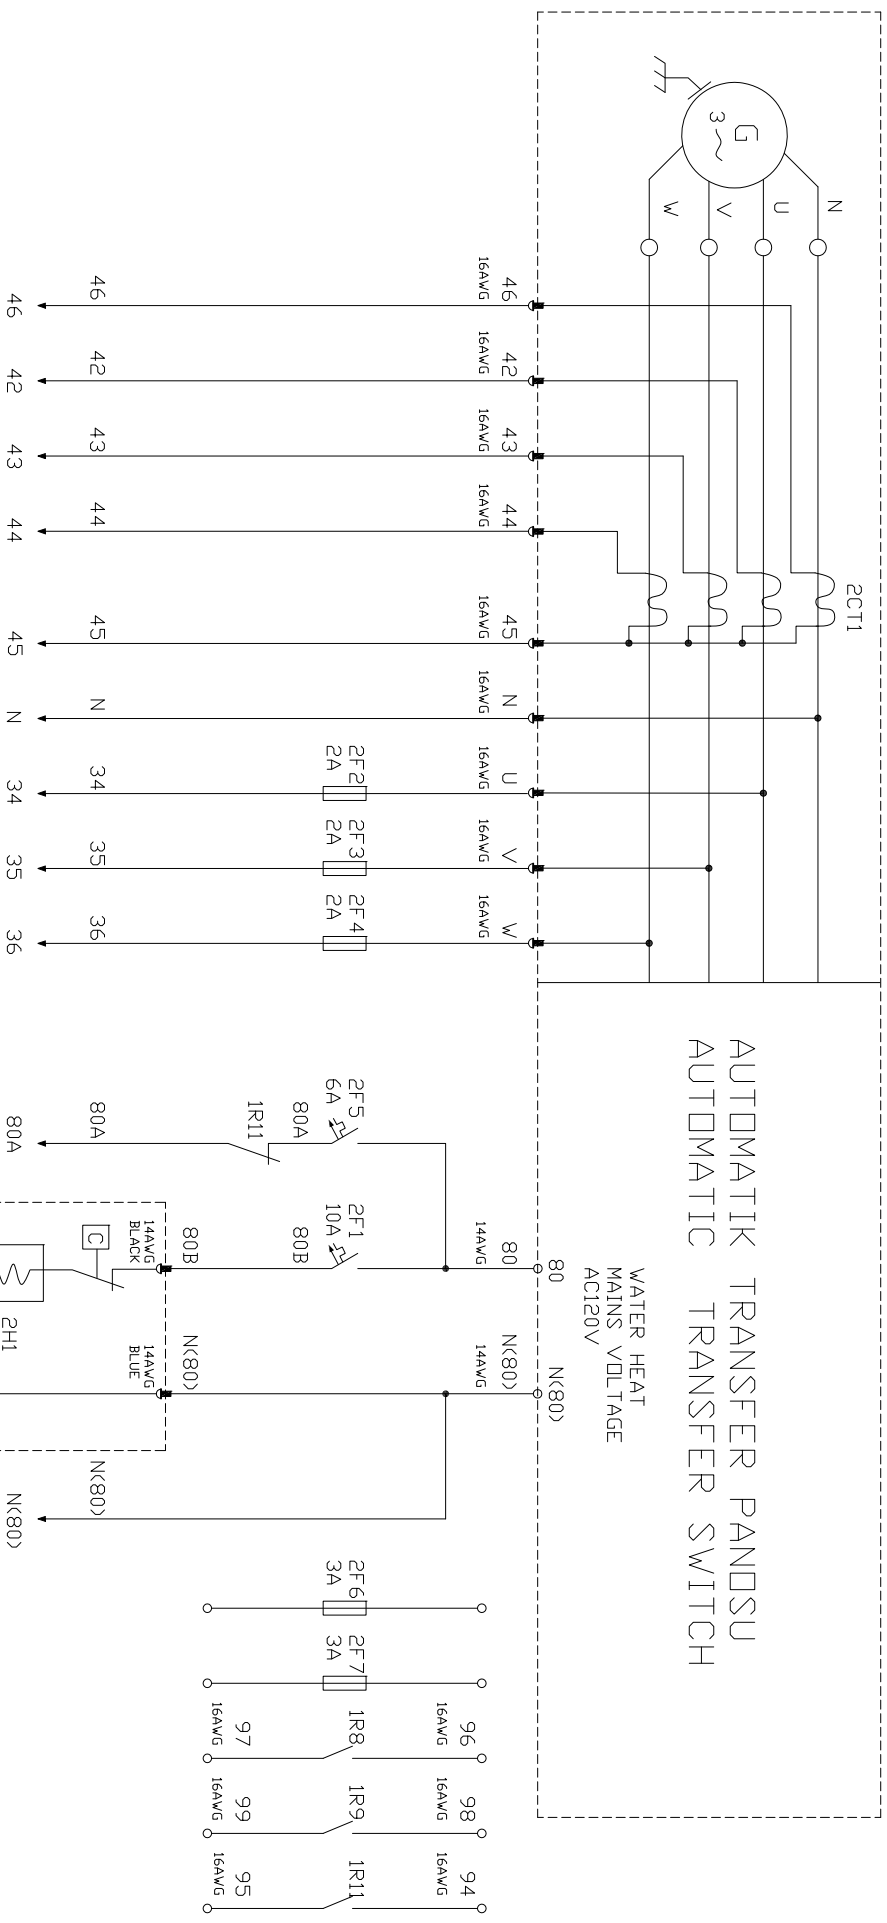 AUTOMATIK TRANSFER PANOSU
AUTOMATIC TRANSFER SWITCH
G
3
N
U
V
W
2CT1
WATER HEAT
MAINS VOLTAGE
AC120V
80
N(80)
46
42
43
44
45
N
U
V
W
80
N(80)
16AWG
16AWG
16AWG
16AWG
16AWG
16AWG
16AWG
16AWG
16AWG
14AWG
14AWG
96
98
94
16AWG
16AWG
16AWG
2F2
2A
2F3
2A
2F4
2A
2F5
6A
2F1
10A
2F6
3A
2F7
3A
1R8
1R9
1R11
80A
80B
1R11
97
99
95
16AWG
16AWG
16AWG
80B
N(80)
14AWG
BLACK
14AWG
BLUE
46
42
43
44
45
N
34
35
36
80A
C
N(80)
46
42
43
44
45
N
34
35
36
80A
2H1
N(80)